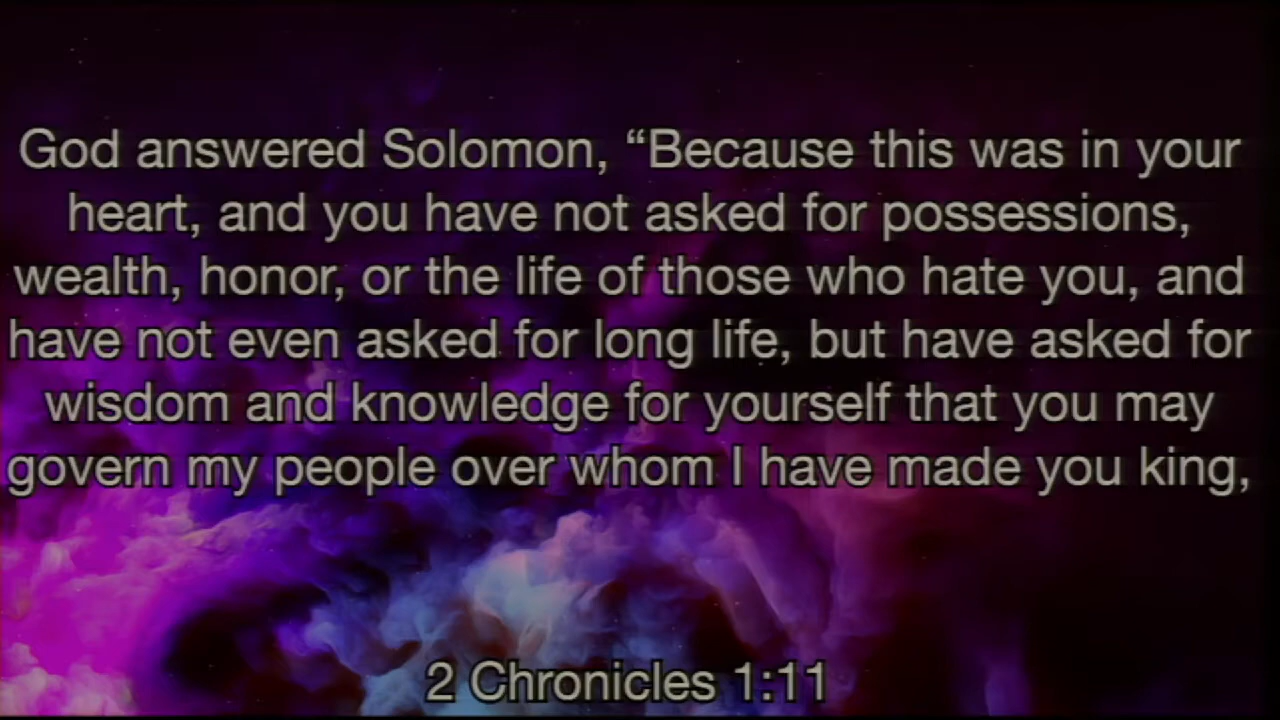 God answered Solomon, “Because this was in your
heart, and you have not asked for possessions,
wealth, honor, or the life of those who hate you, and
have not even asked for long life, but have asked for
wisdom and knowledge for yourself that you may
govern my people over whom I have made you king,
2 Chronicles 1:11